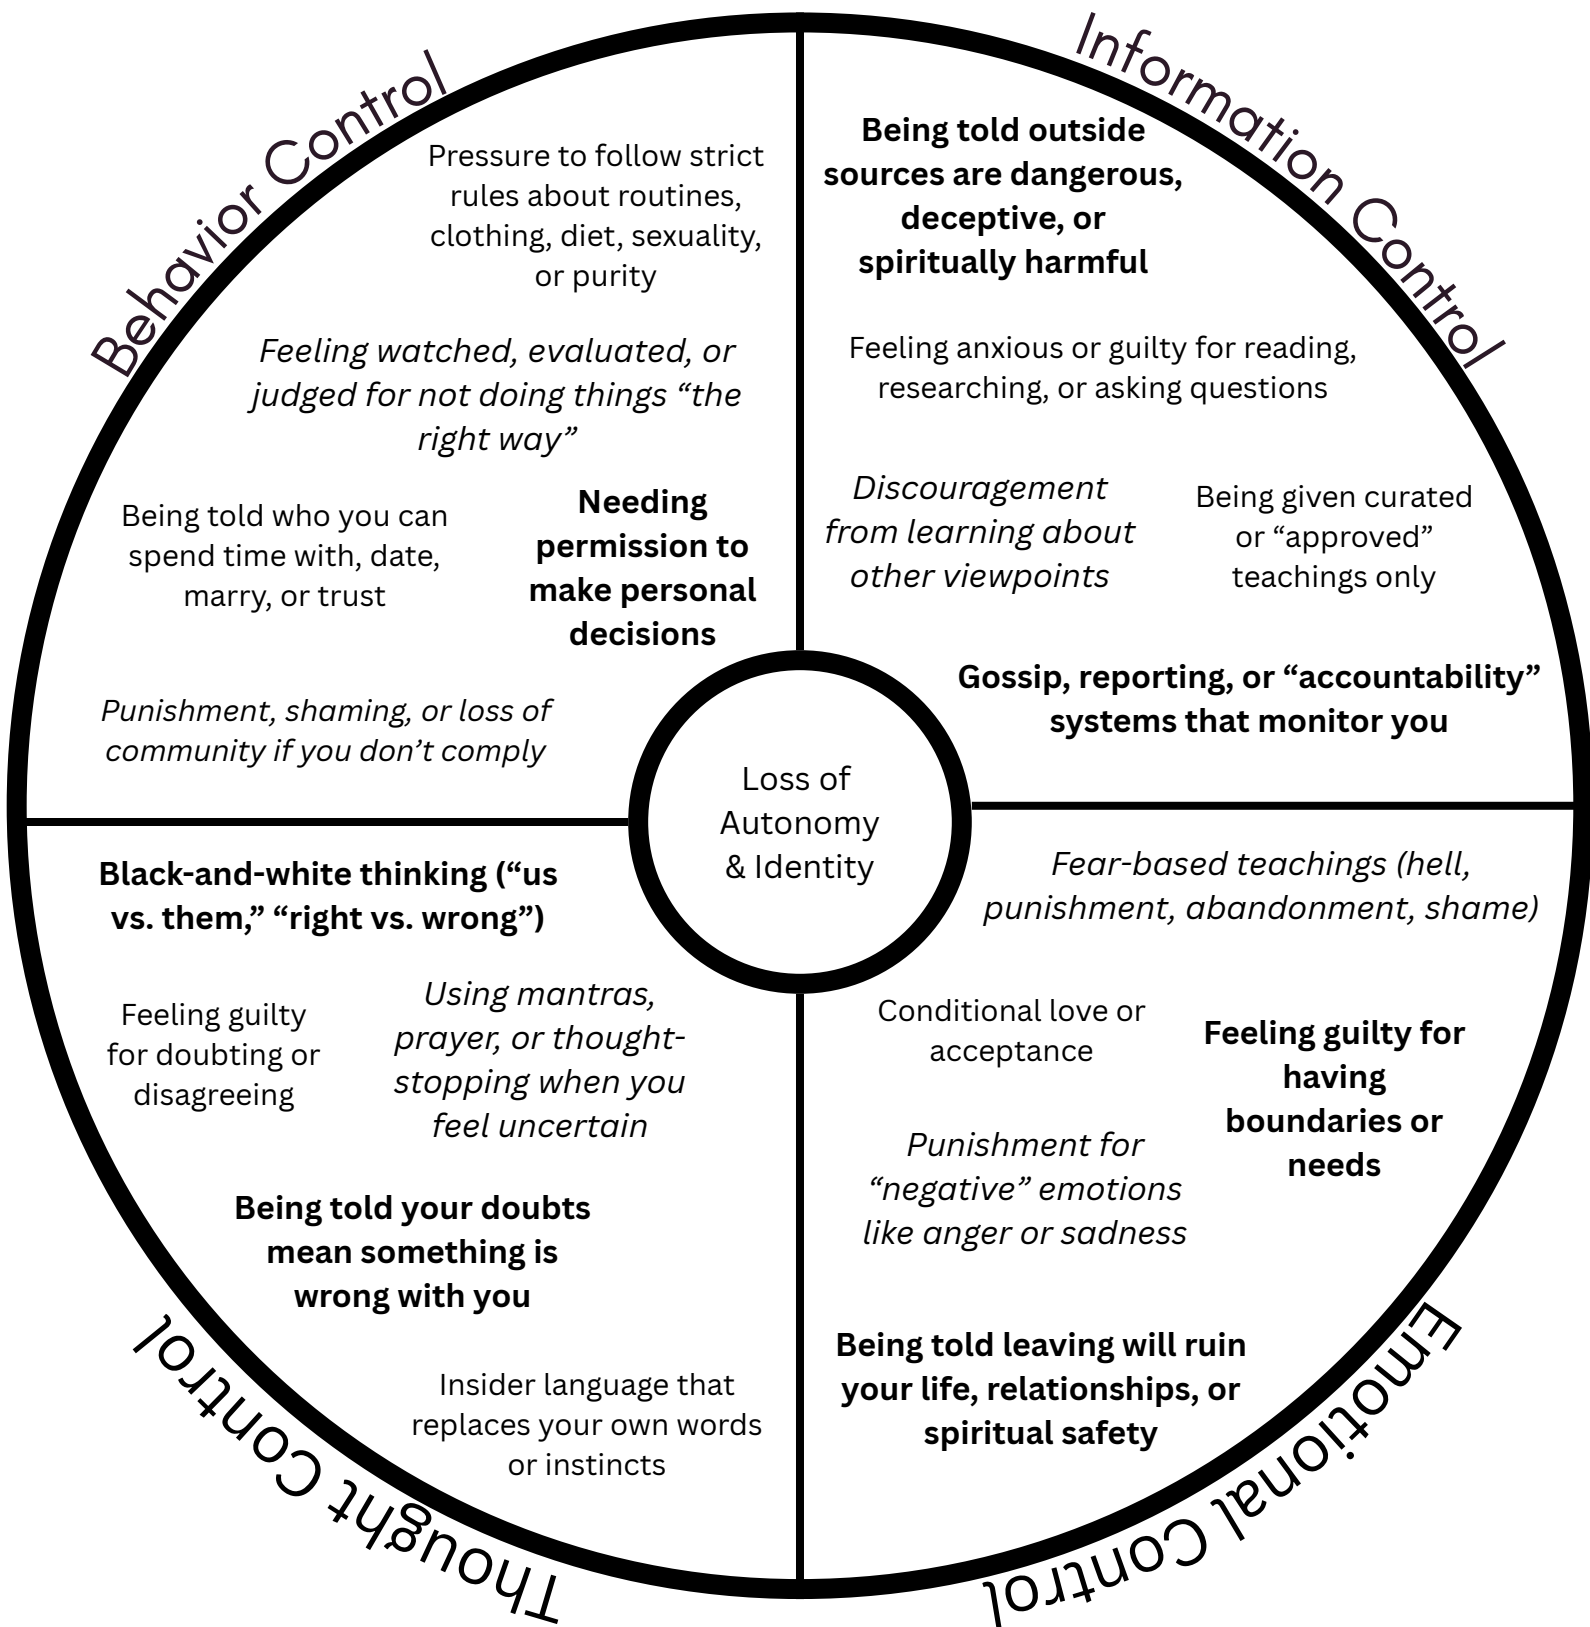 Behavior Control
Pressure to follow strict
rules about routines,
clothing, diet, sexuality,
or purity
Feeling watched, evaluated, or
judged for not doing things “the
right way”
Being told who you can
spend time with, date,
marry, or trust
Needing
permission to
make personal
decisions
Punishment, shaming, or loss of
community if you don’t comply
Information Control
Being told outside
sources are dangerous,
deceptive, or
spiritually harmful
Feeling anxious or guilty for reading,
researching, or asking questions
Discouragement
from learning about
other viewpoints
Being given curated
or “approved”
teachings only
Gossip, reporting, or “accountability”
systems that monitor you
Loss of
Autonomy
& Identity
Black-and-white thinking (“us
vs. them,” “right vs. wrong”)
Feeling guilty
for doubting or
disagreeing
Using mantras,
prayer, or thought-
stopping when you
feel uncertain
Being told your doubts
mean something is
wrong with you
Insider language that
replaces your own words
or instincts
Thought Control
Fear-based teachings (hell,
punishment, abandonment, shame)
Conditional love or
acceptance
Feeling guilty for
having
boundaries or
needs
Punishment for
“negative” emotions
like anger or sadness
Being told leaving will ruin
your life, relationships, or
spiritual safety
Emotional Control